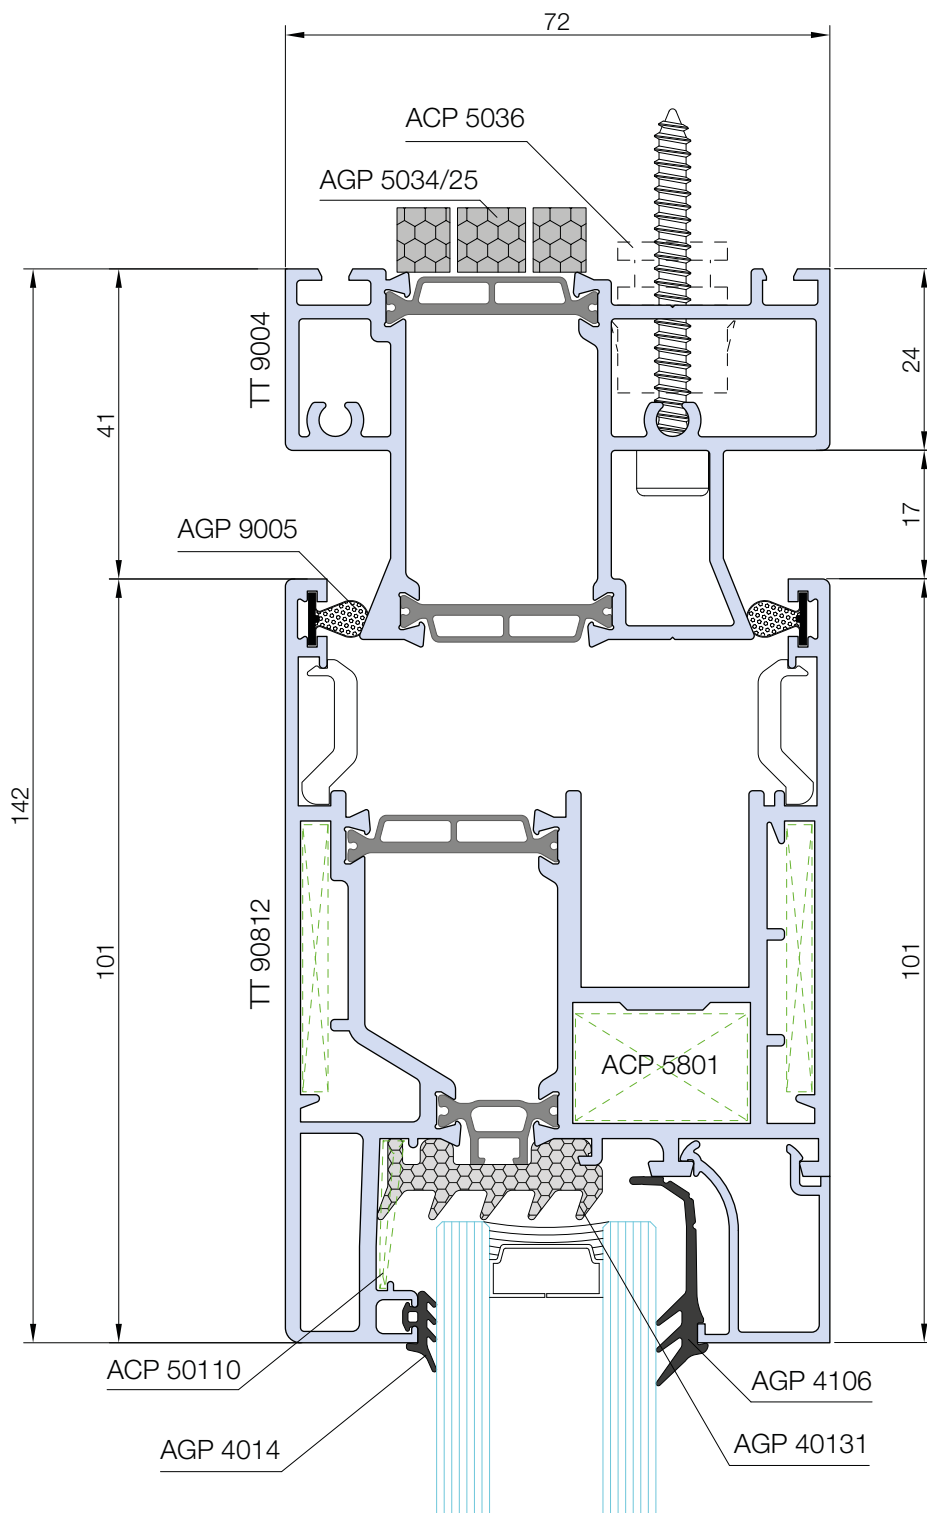 72
ACP 5036
AGP 5034/25
TT 9004
41
24
17
AGP 9005
142
101
TT 90812
101
ACP 5801
ACP 50110
AGP 4106
AGP 4014
AGP 40131